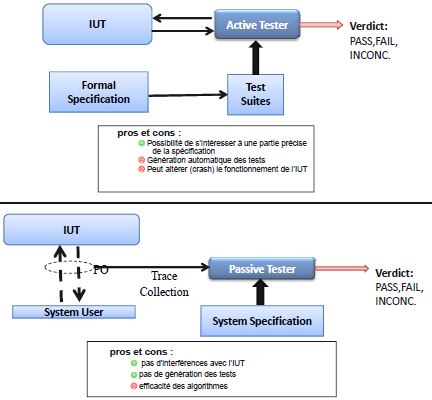 IUT
Active Tester
Verdict:
PASS,FAIL,
INCONC.
Formal
Specification
Test
Suites
pros et cons :
Possibilité de s'intéresser à une partie précise
de la spécification
Génération automatique des tests
Peut altérer (crash) le fonctionnement de l'IUT
IUT
PO
Trace
Collection
Passive Tester
Verdict:
PASS,FAIL,
INCONC.
System User
System Specification
pros et cons :
pas d'interférences avec l'IUT
pas de génération des tests
efficacité des algorithmes